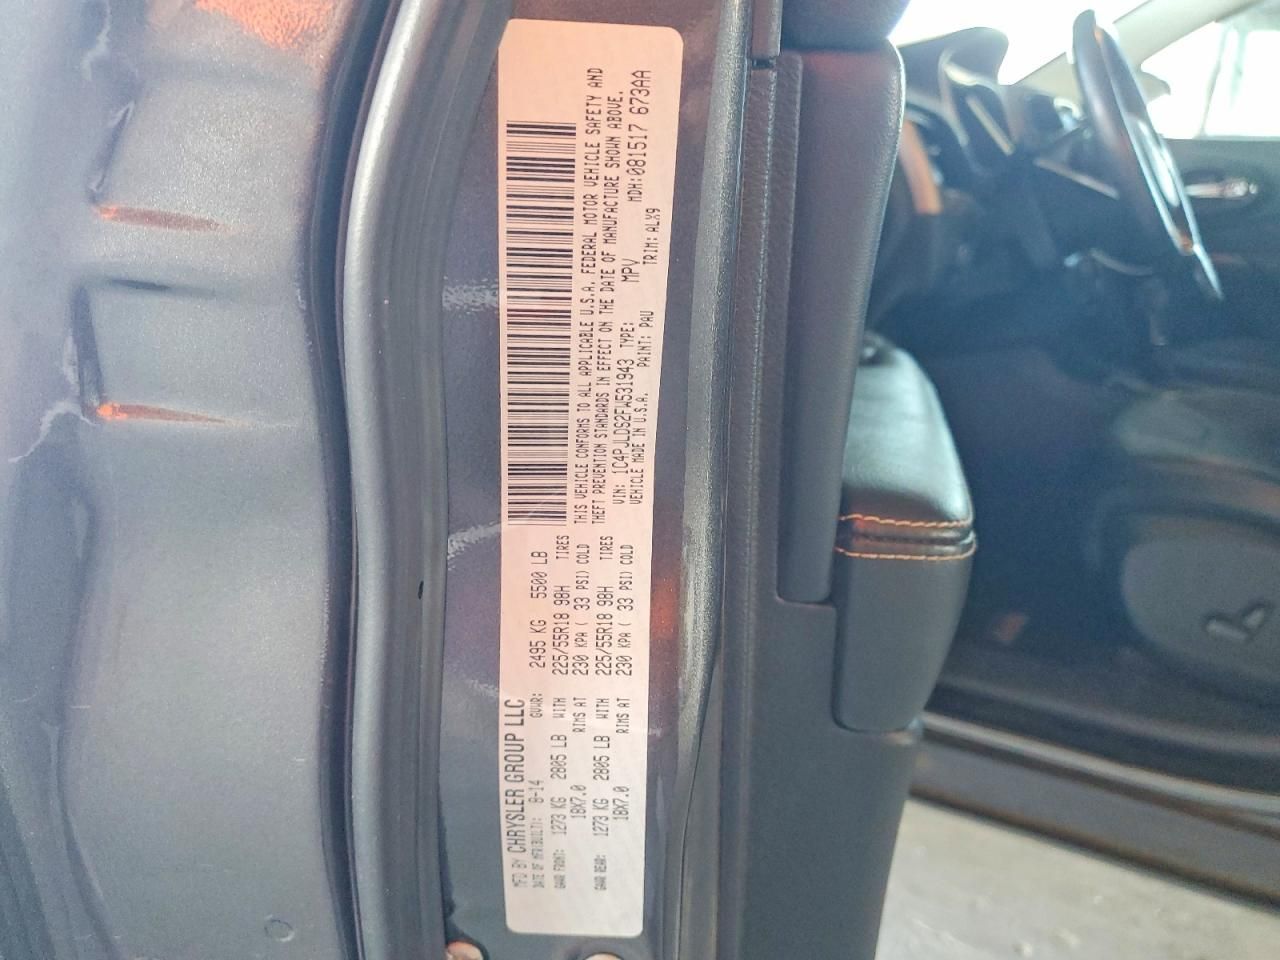 MFD BY CHRYSLER GROUP LLC
DATE OF MFR(BUILT): 8-14 GVWR: 2495 KG 5500 LB
GAWR FRONT: 1273 KG 2805 LB WITH 225/55R18 98H TIRES
18X7.0 RIMS AT 230 KPA ( 33 PSI) COLD
GAWR REAR: 1273 KG 2805 LB WITH 225/55R18 98H TIRES
18X7.0 RIMS AT 230 KPA ( 33 PSI) COLD
THIS VEHICLE CONFORMS TO ALL APPLICABLE U.S.A. FEDERAL MOTOR VEHICLE SAFETY AND
THEFT PREVENTION STANDARDS IN EFFECT ON THE DATE OF MANUFACTURE SHOWN ABOVE.
VIN: 1C4PJLDS2FW531943 TYPE: MPV MDH:081517 673AA
VEHICLE MADE IN U.S.A. PAINT: PAU TRIM: ALX9